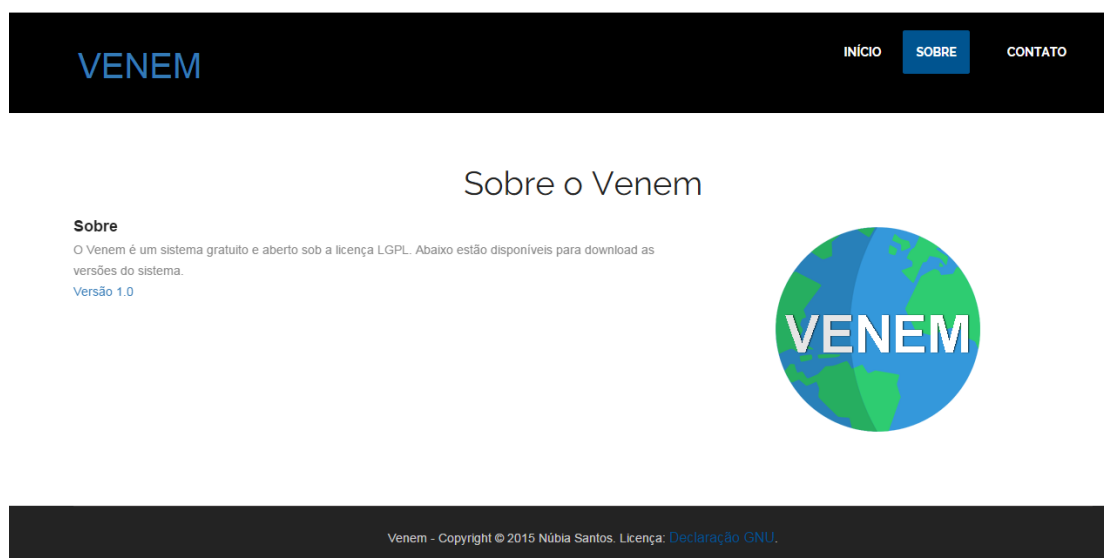 VENEM
INÍCIO
SOBRE
CONTATO
Sobre o Venem
Sobre
O Venem é um sistema gratuito e aberto sob a licença LGPL. Abaixo estão disponíveis para download as
versões do sistema.
Versão 1.0
VENEM
Venem - Copyright © 2015 Núbia Santos. Licença: Declaração GNU.